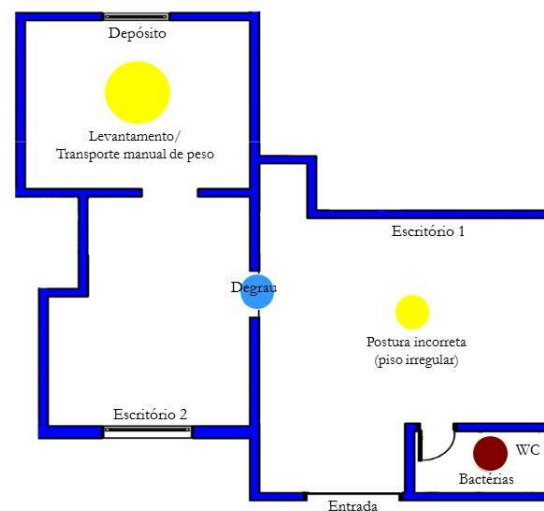 Depósito
Levantamento/
Transporte manual de peso
Escritório 1
Degrau
Postura incorreta
(piso irregular)
Escritório 2
WC
Bactérias
Entrada